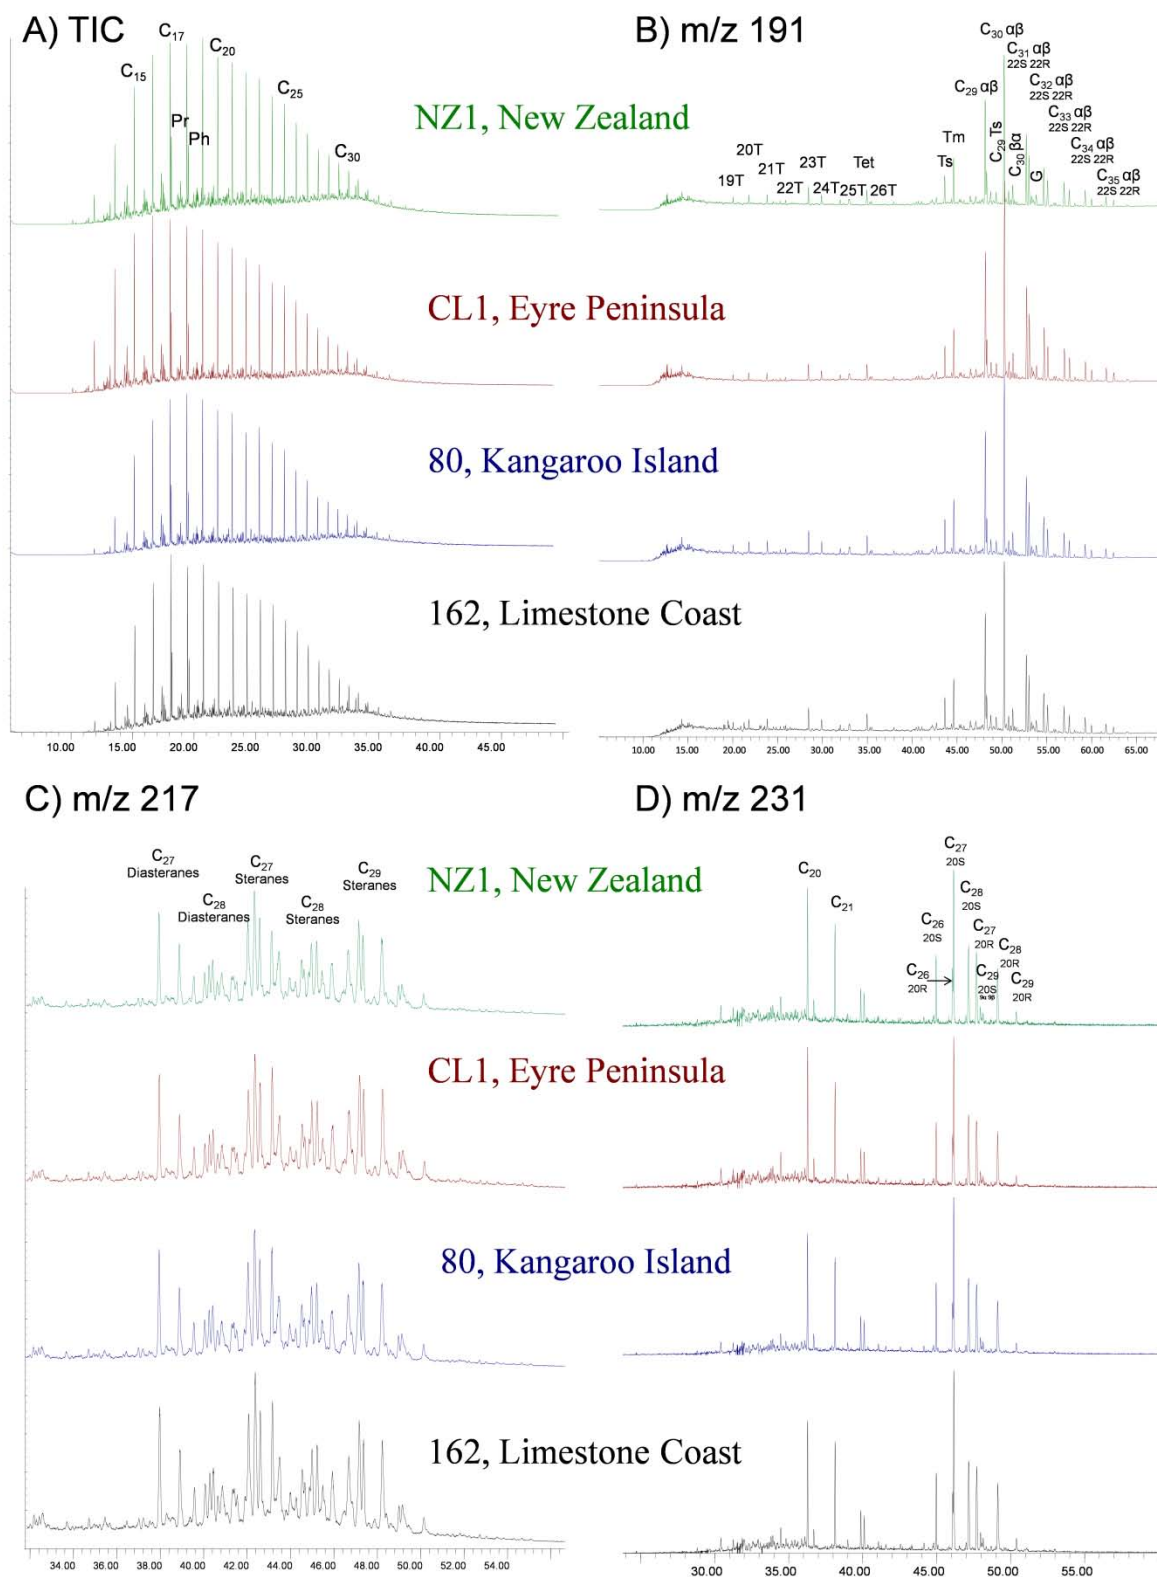 A) TIC
C₁₅
C₁₇
Pr
Ph
C₂₀
C₂₅
C₃₀
NZ1, New Zealand
CL1, Eyre Peninsula
80, Kangaroo Island
162, Limestone Coast
10.00 15.00 20.00 25.00 30.00 35.00 40.00 45.00
B) m/z 191
19T
20T
21T
22T
23T
24T
25T
Tet
26T
Ts
Tm
C₂₉ αβ
C₂₉ Ts
C₃₀ αβ
C₃₀ βα
C₃₁ αβ
22S 22R
G
C₃₂ αβ
22S 22R
C₃₃ αβ
22S 22R
C₃₄ αβ
22S 22R
C₃₅ αβ
22S 22R
10.00 15.00 20.00 25.00 30.00 35.00 40.00 45.00 50.00 55.00 60.00 65.00
C) m/z 217
C₂₇
Diasteranes
C₂₈
Diasteranes
C₂₇
Steranes
C₂₈
Steranes
C₂₉
Steranes
NZ1, New Zealand
CL1, Eyre Peninsula
80, Kangaroo Island
162, Limestone Coast
34.00 36.00 38.00 40.00 42.00 44.00 46.00 48.00 50.00 52.00 54.00 56.00
D) m/z 231
C₂₀
C₂₁
C₂₆
20S
C₂₆
20R
C₂₇
20S
C₂₈
20S
C₂₇
20R
C₂₉
20S
C₂₈
20R
C₂₉
20R
30.00 35.00 40.00 45.00 50.00 55.00